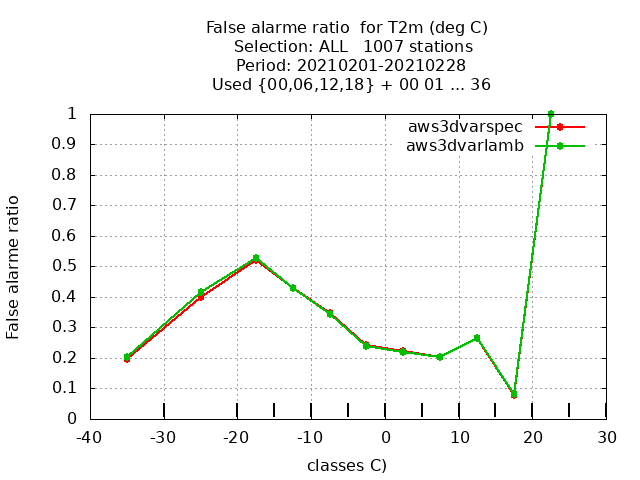 False alarme ratio  for T2m (deg C)
Selection: ALL   1007 stations
Period: 20210201-20210228
Used {00,06,12,18} + 00 01 ... 36
aws3dvarspec
aws3dvarlamb
1
0.9
0.8
0.7
0.6
0.5
0.4
0.3
0.2
0.1
0
False alarme ratio
-40 -30 -20 -10 0 10 20 30
classes C)